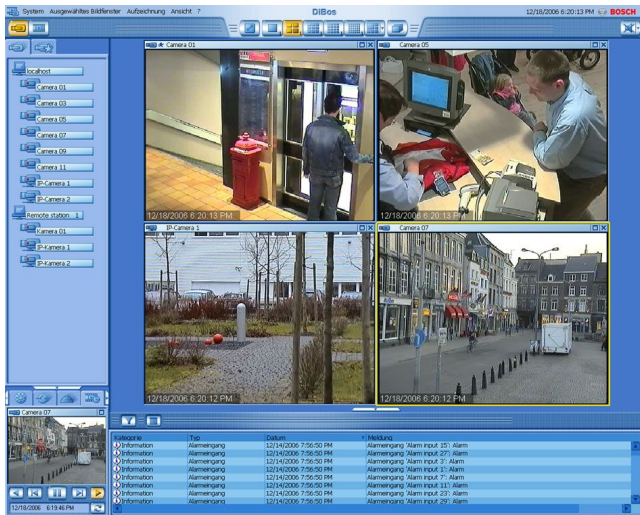 System Ausgewähltes Bildfenster Aufzeichnung Ansicht ? DiBos 12/18/2006 6:20:13 PM BOSCH
Camera 01
Camera 05
localhost
Camera 01
Camera 03
Camera 05
Camera 07
Camera 09
Camera 11
IP-Camera 1
IP-Camera 2
Remote station 1
Kamera 01
IP-Kamera 1
IP-Kamera 2
12/18/2006 6:20:13 PM
12/18/2006 6:20:13 PM
IP-Camera 1
Camera 07
12/18/2006 6:20:12 PM
12/18/2006 6:20:12 PM
Camera 07
12/18/2006 6:19:46 PM
Kategorie Typ Datum Meldung
Information Alarmeingang 12/14/2006 7:56:50 PM Alarmeingang 'Alarm input 15': Alarm
Information Alarmeingang 12/14/2006 7:56:50 PM Alarmeingang 'Alarm input 27': Alarm
Information Alarmeingang 12/14/2006 7:56:50 PM Alarmeingang 'Alarm input 3': Alarm
Information Alarmeingang 12/14/2006 7:56:50 PM Alarmeingang 'Alarm input 1': Alarm
Information Alarmeingang 12/14/2006 7:56:50 PM Alarmeingang 'Alarm input 7': Alarm
Information Alarmeingang 12/14/2006 7:56:50 PM Alarmeingang 'Alarm input 11': Alarm
Information Alarmeingang 12/14/2006 7:56:50 PM Alarmeingang 'Alarm input 23': Alarm
Information Alarmeingang 12/14/2006 7:56:50 PM Alarmeingang 'Alarm input 29': Alarm